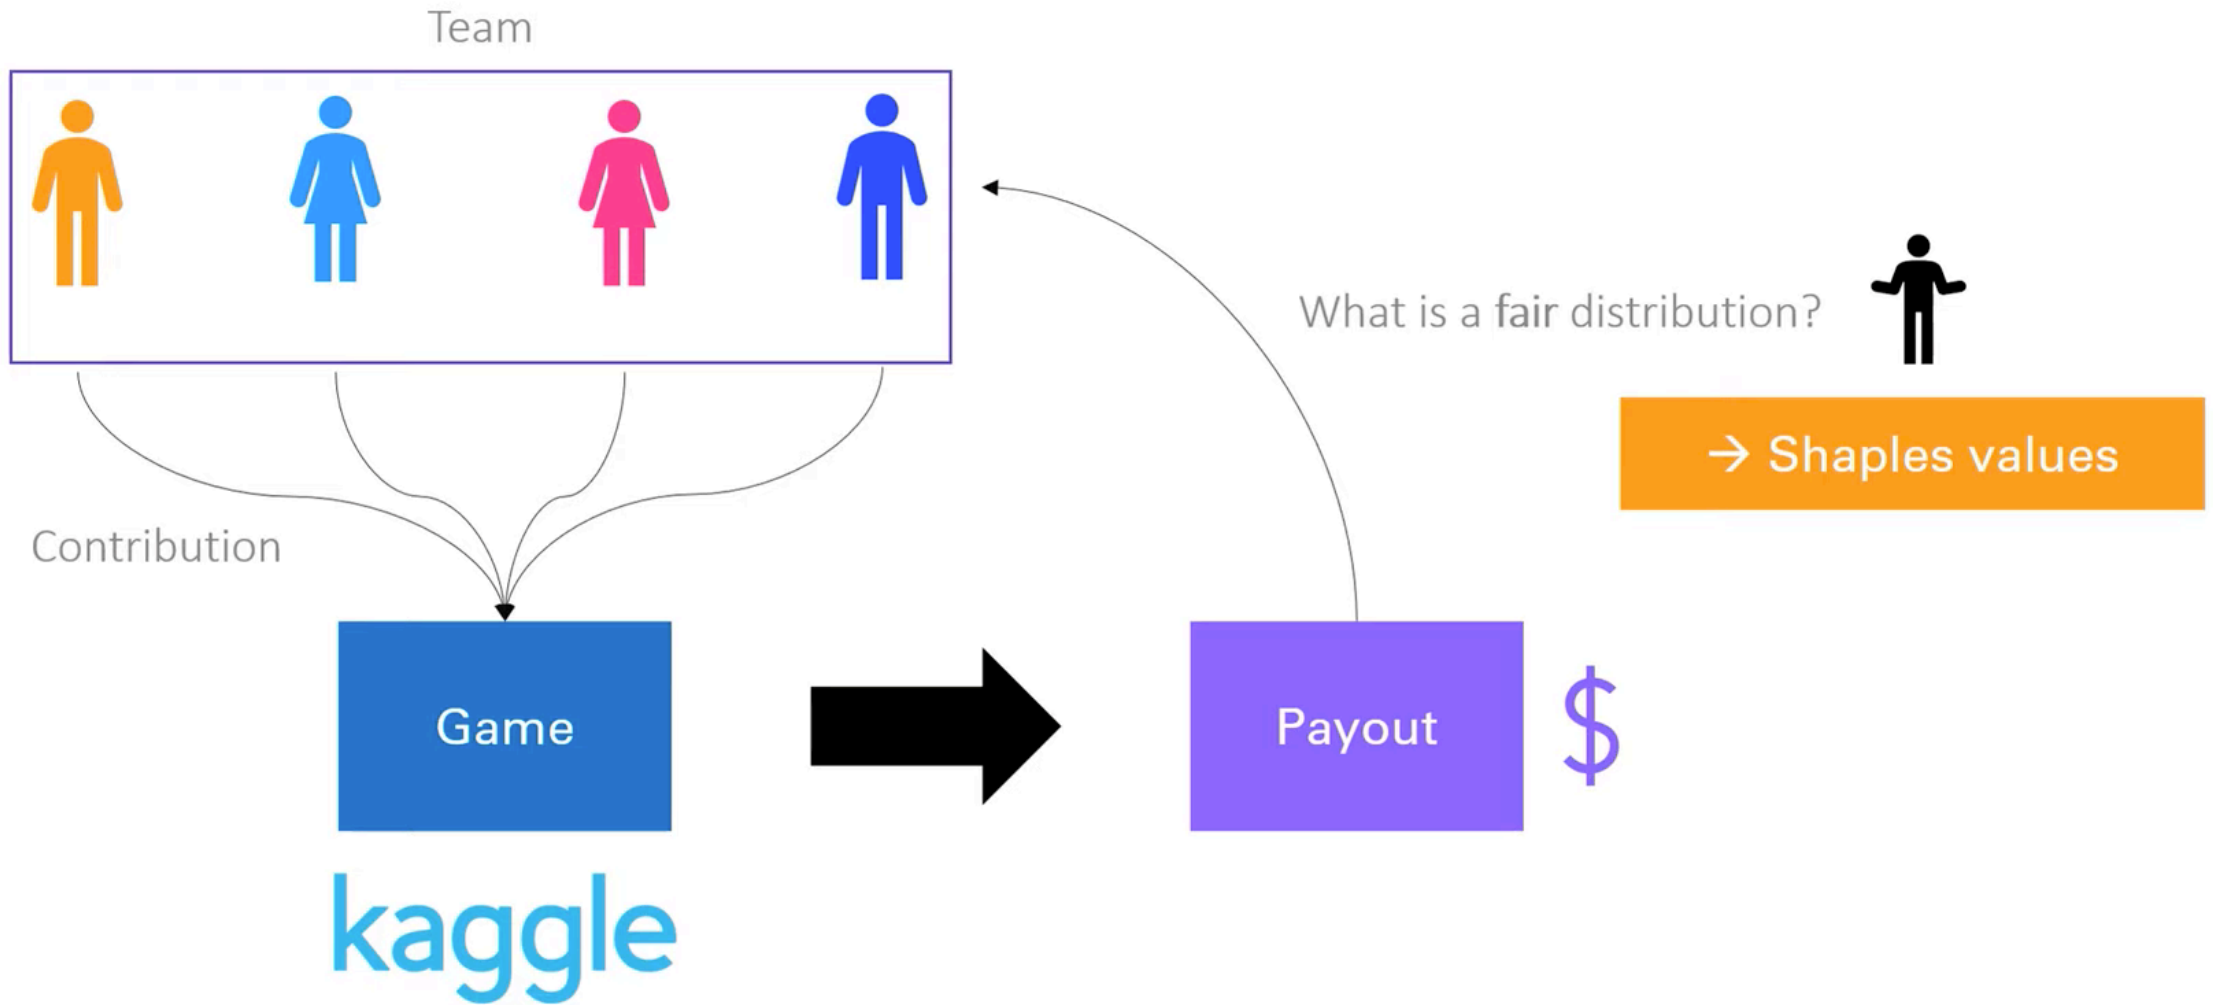 Team
What is a fair distribution?
→ Shaples values
Contribution
Game
Payout
$
kaggle